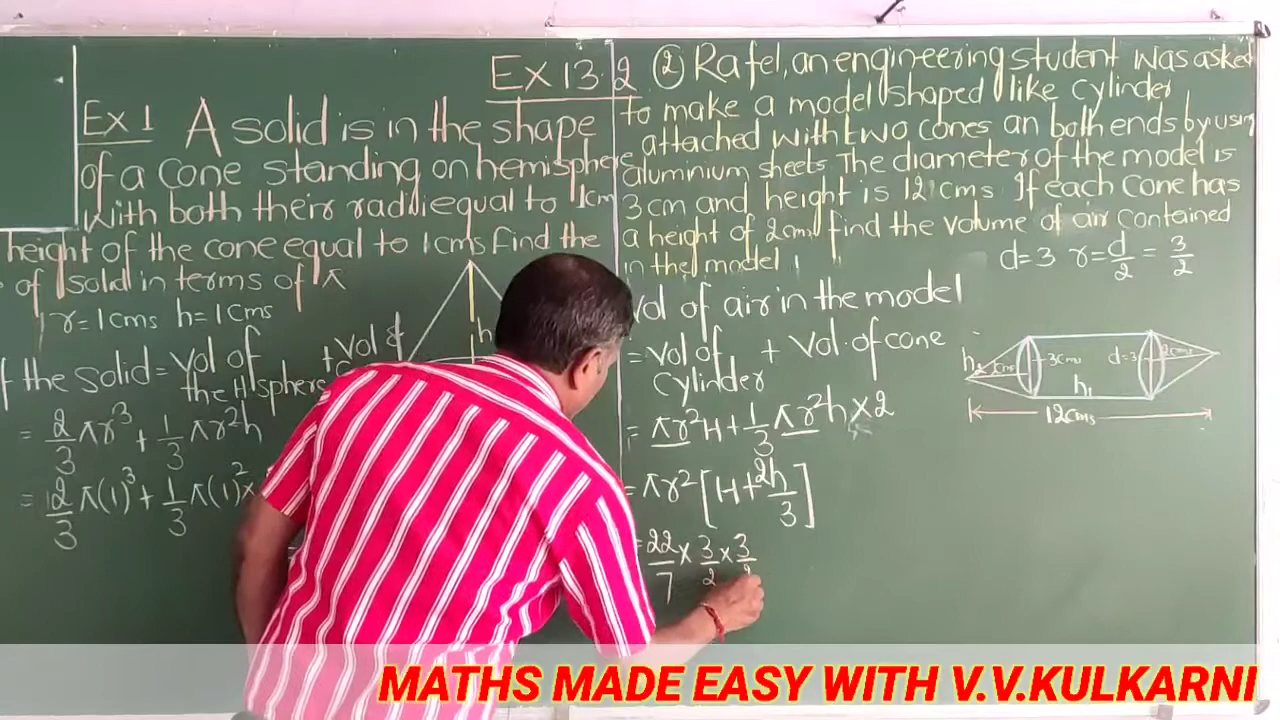 Ex 13.2
Ex 1 A solid is in the shape
of a cone standing on hemisphere
with both their radii equal to 1cm
height of the cone equal to 1cms find the
of solid in terms of π
r=1cms h=1cms
the solid = Vol of the H sphere + Vol of
= 2/3 πr³ + 1/3 πr²h
= 2/3 π(1)³ + 1/3 π(1)²x
h
② Rafel, an engineering student was asked
to make a model shaped like cylinder
attached with two cones an both ends by using
aluminium sheets The diameter of the model is
3cm and height is 12 cms If each cone has
a height of 2cms find the volume of air contained
in the model
d=3 r=d/2 = 3/2
Vol of air in the model
= Vol of cylinder + Vol. of cone
= πr²H + 1/3 πr²h x 2
= πr² [H + 2h/3]
= 22/7 x 3/2 x 3/2
h
3cms
d=3
2cms
h₁
12cms
MATHS MADE EASY WITH V.V.KULKARNI